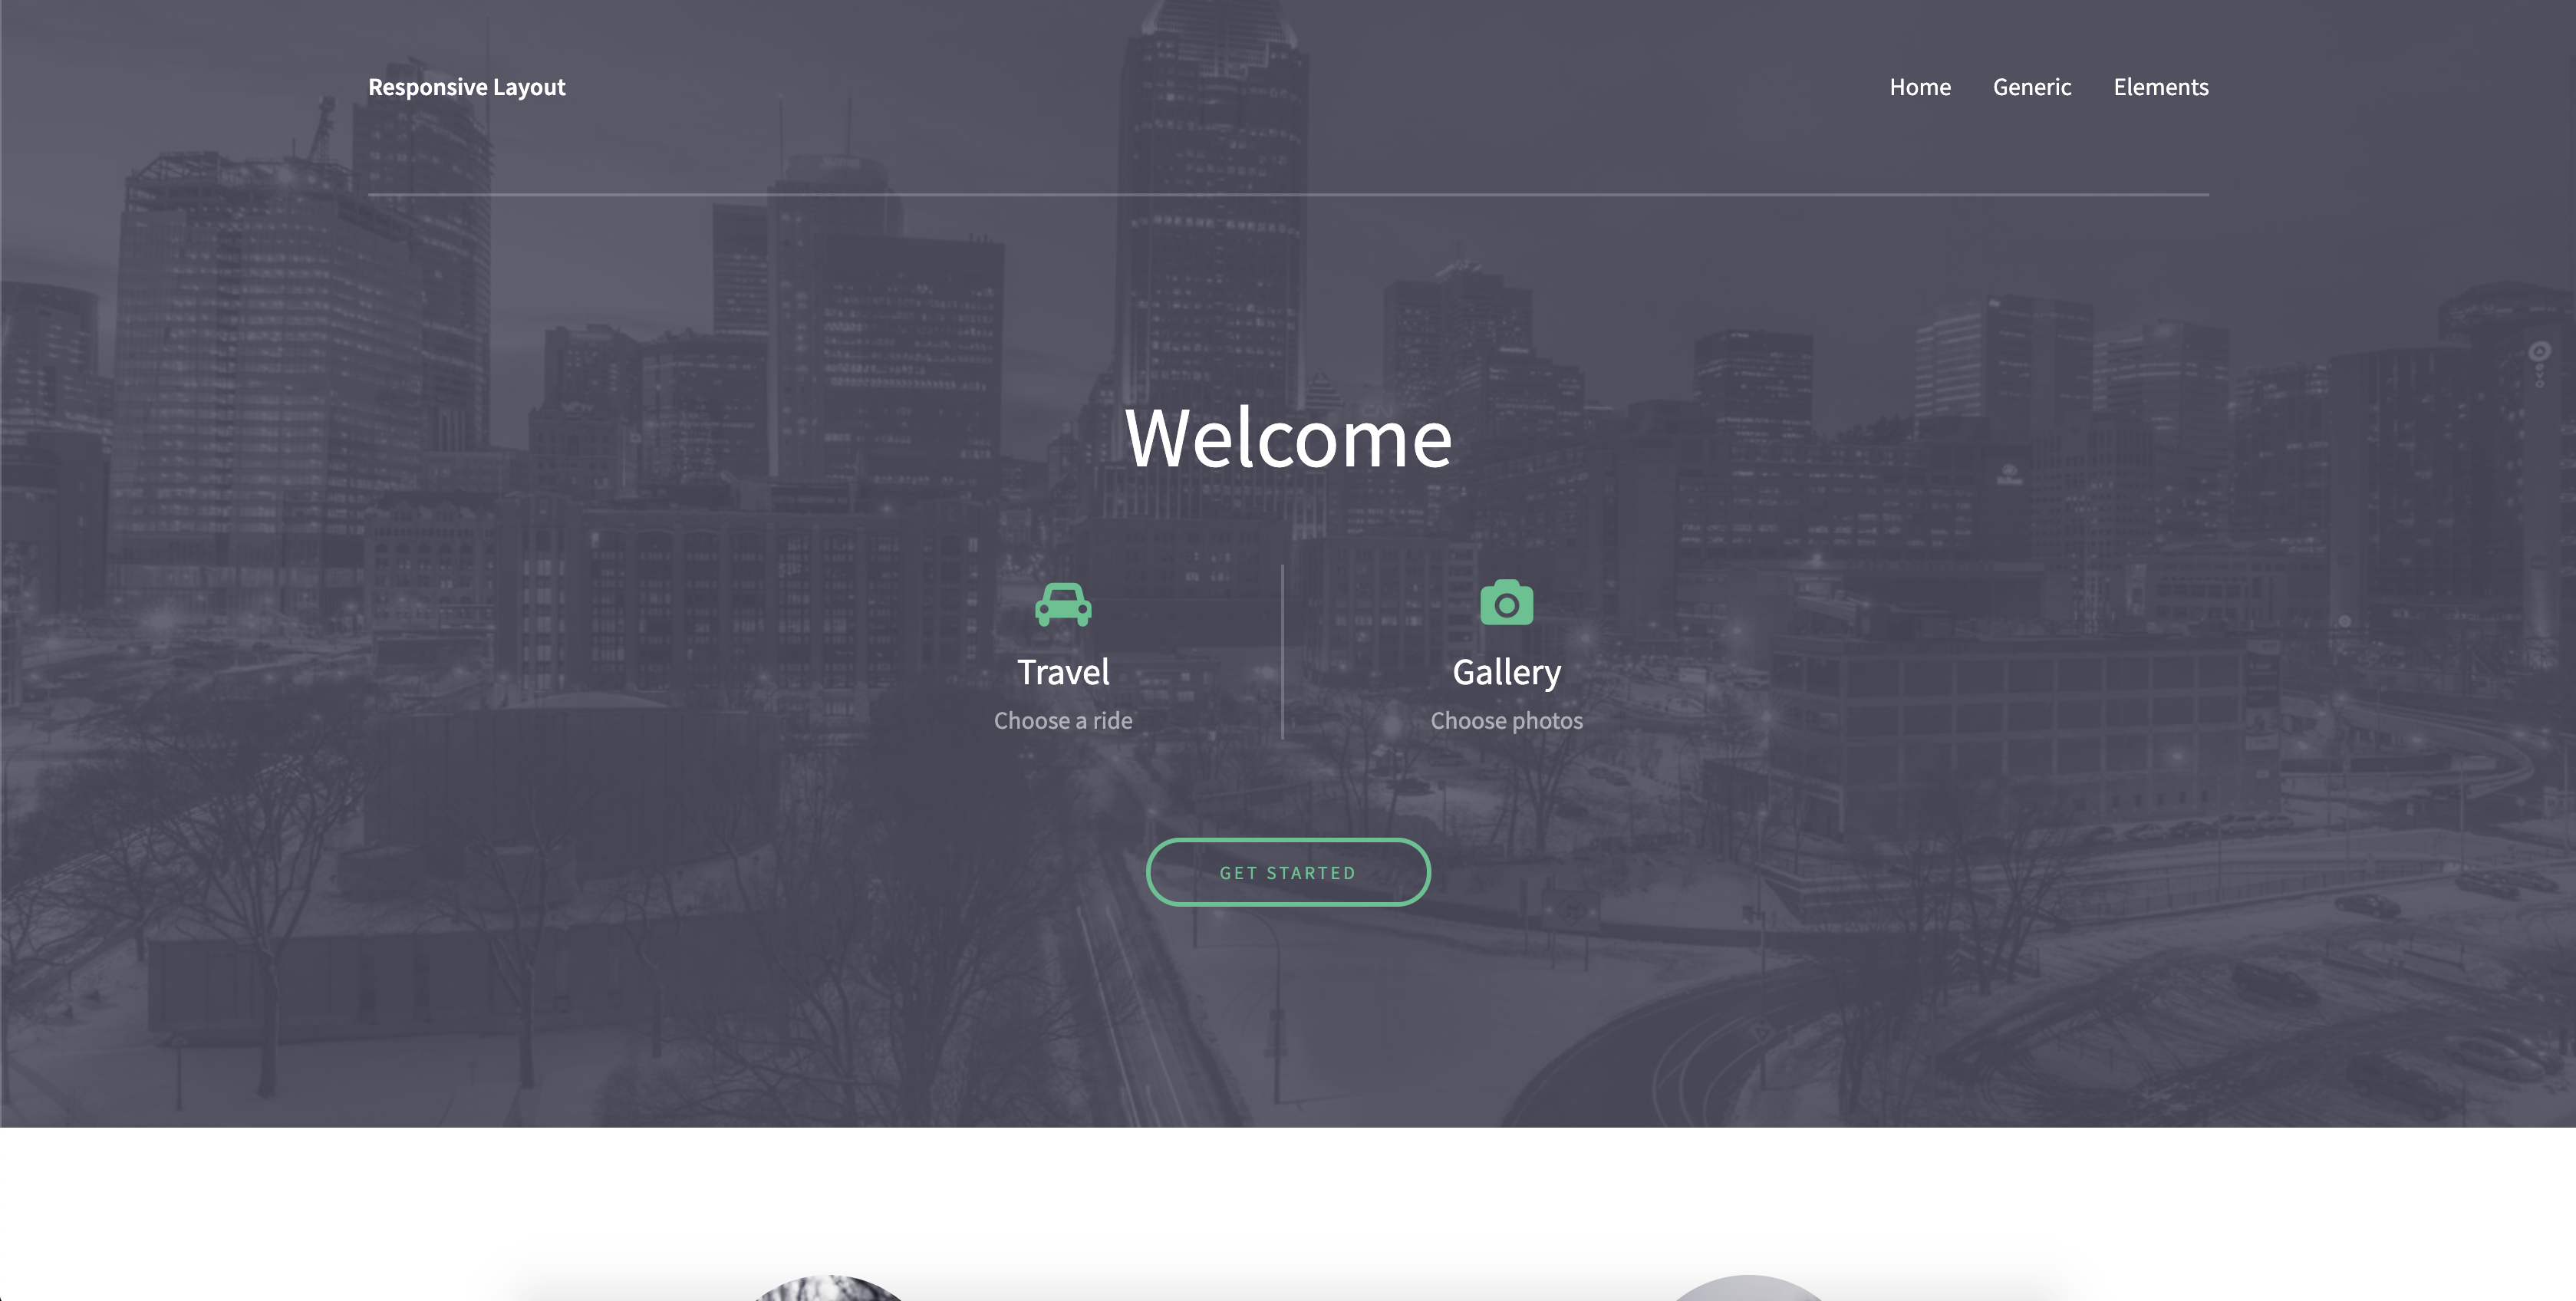 Responsive Layout
Home Generic Elements
Welcome
Travel
Choose a ride
Gallery
Choose photos
GET STARTED